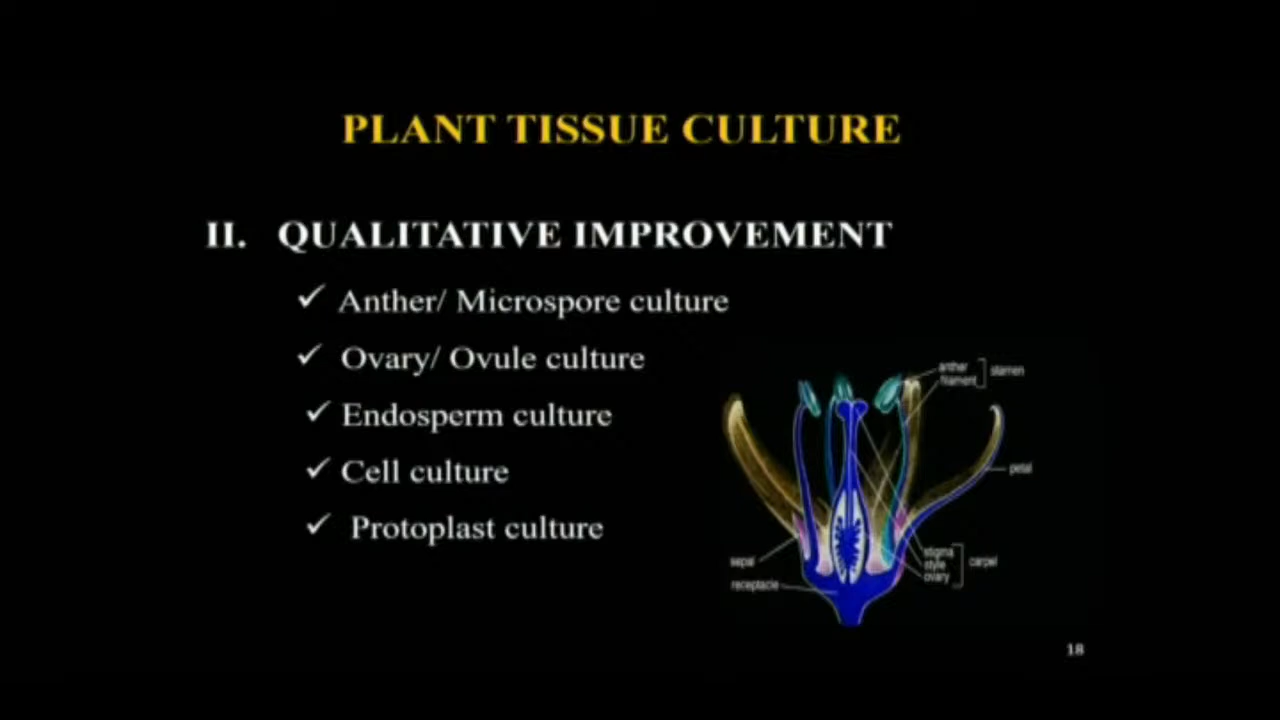 PLANT TISSUE CULTURE
II. QUALITATIVE IMPROVEMENT
✓ Anther/ Microspore culture
✓ Ovary/ Ovule culture
✓ Endosperm culture
✓ Cell culture
✓ Protoplast culture
anther
filament
stamen
petal
stigma
style
ovary
carpel
sepal
receptacle
18